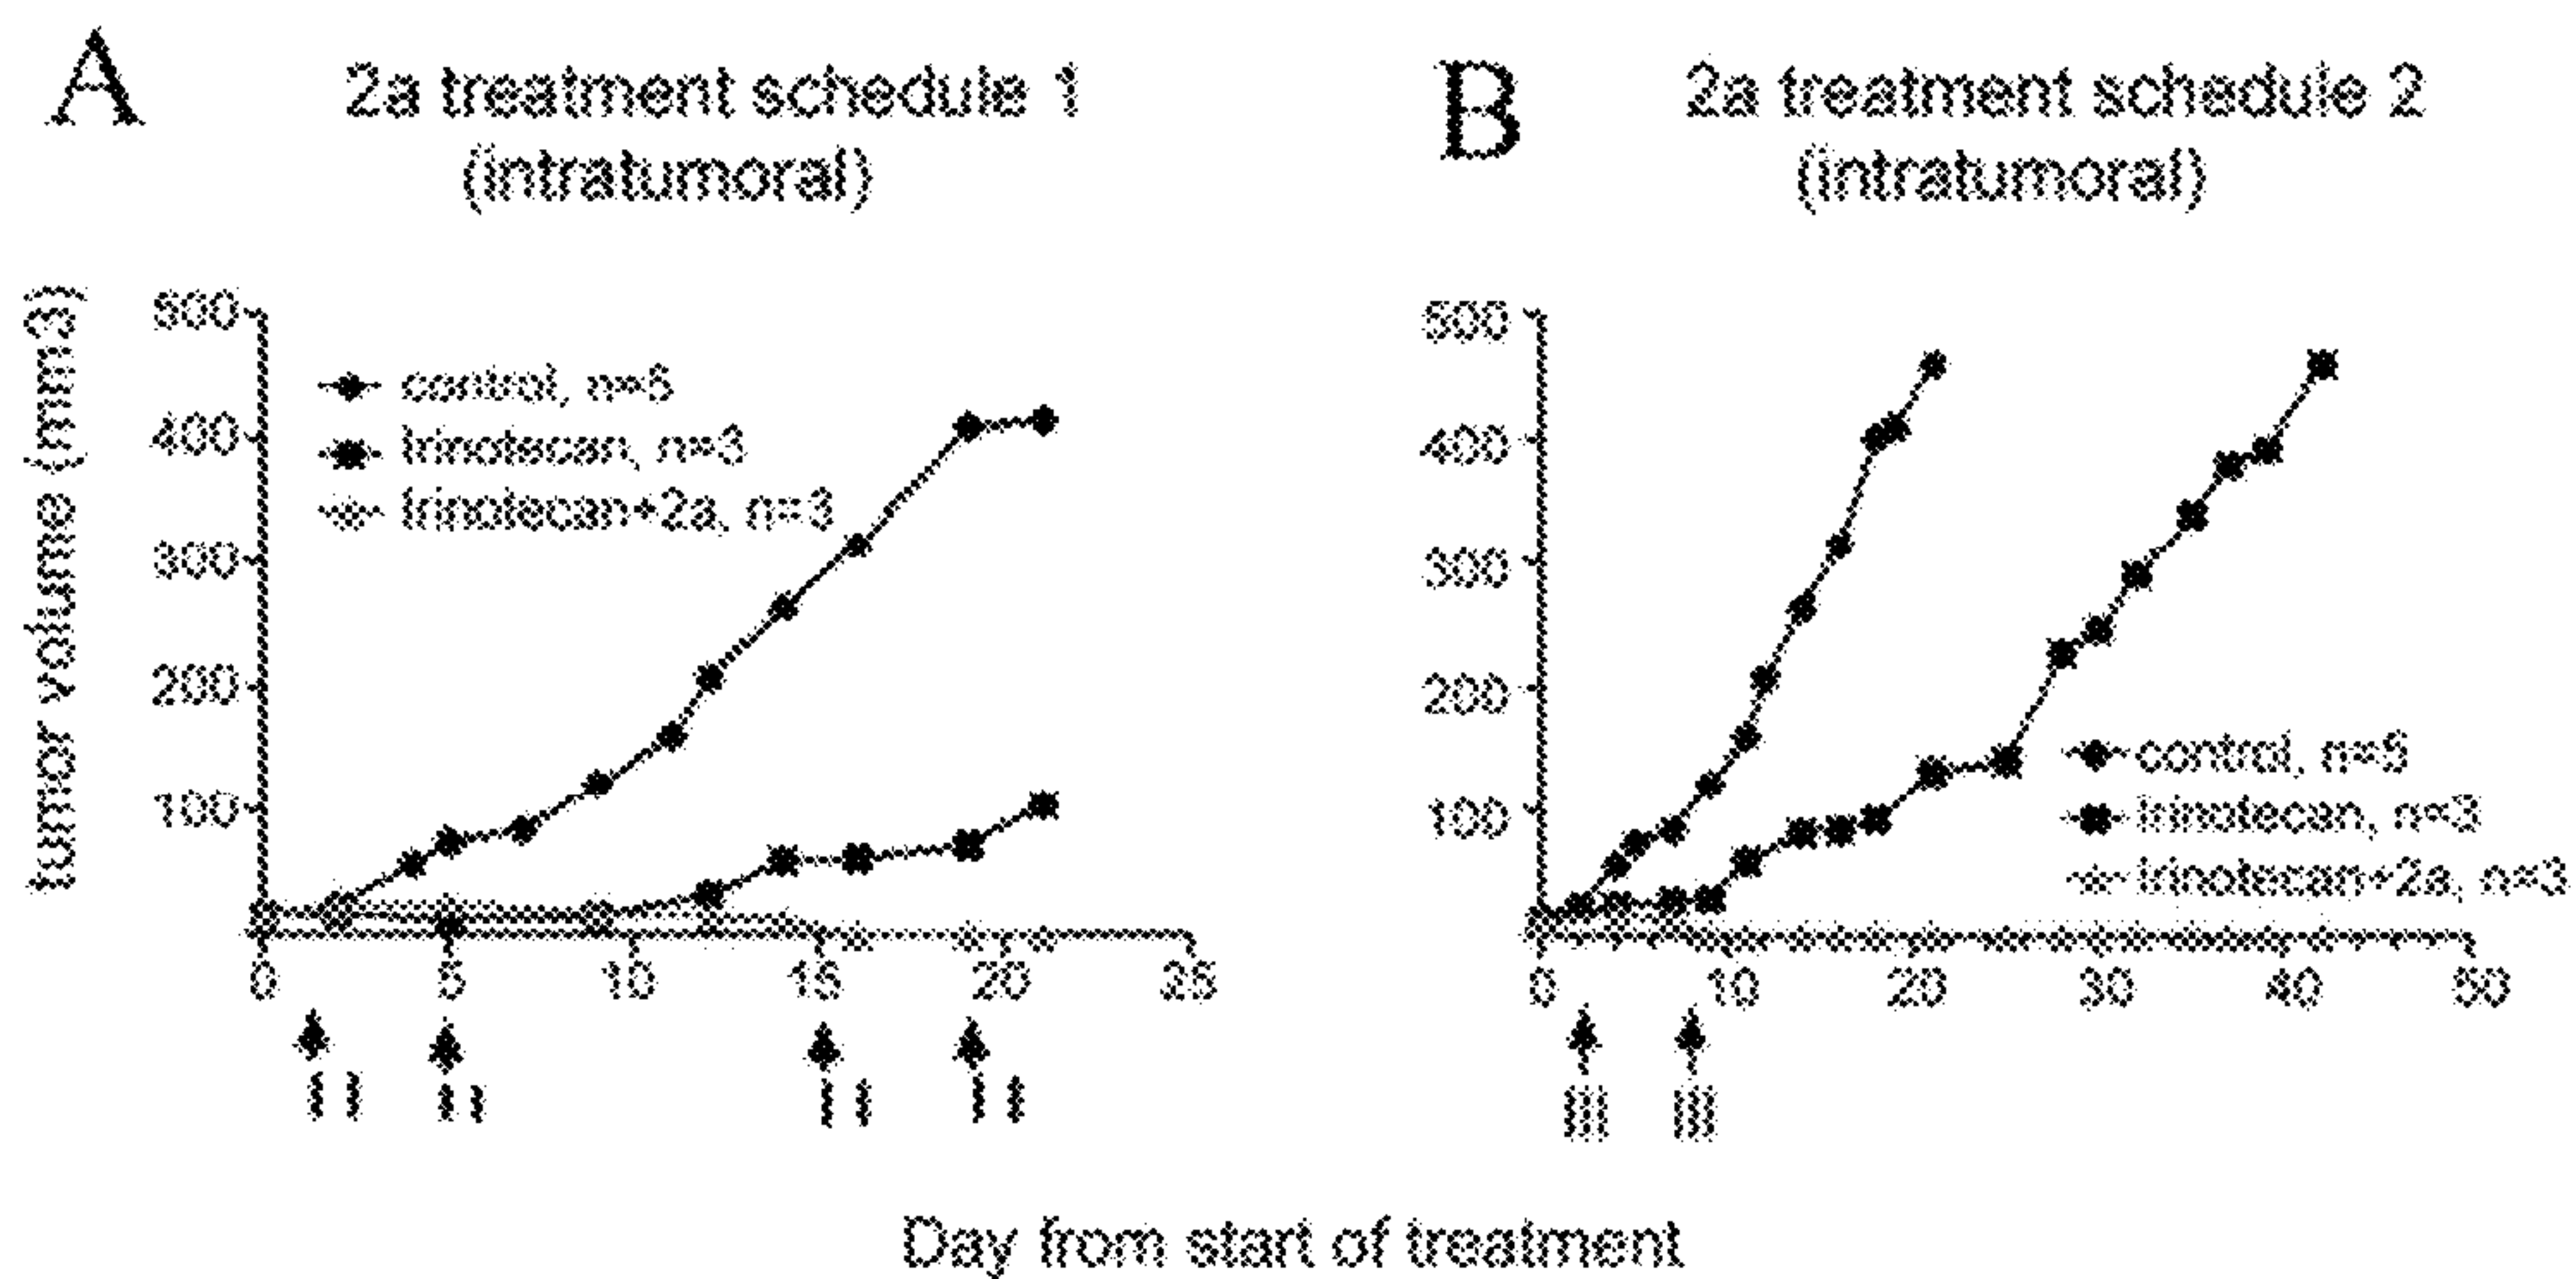 A
2a treatment schedule 1
(intratumoral)
tumor volume (mm3)
500
400
300
200
100
control, n=5
Irinotecan, n=3
Irinotecan+2a, n=3
0 5 10 15 20 25
i i i i i i i i
B
2a treatment schedule 2
(intratumoral)
500
400
300
200
100
control, n=5
Irinotecan, n=3
Irinotecan+2a, n=3
0 10 20 30 40 50
iii iii
Day from start of treatment